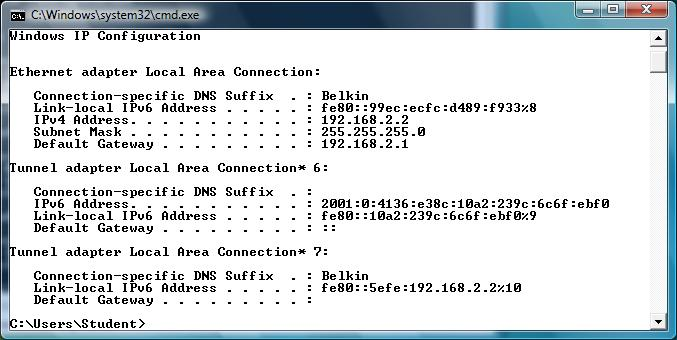 C:\Windows\system32\cmd.exe
Windows IP Configuration
Ethernet adapter Local Area Connection:
Connection-specific DNS Suffix . : Belkin
Link-local IPv6 Address . . . . . : fe80::99ec:ecfc:d489:f933%8
IPv4 Address. . . . . . . . . . . : 192.168.2.2
Subnet Mask . . . . . . . . . . . : 255.255.255.0
Default Gateway . . . . . . . . . : 192.168.2.1
Tunnel adapter Local Area Connection* 6:
Connection-specific DNS Suffix . :
IPv6 Address. . . . . . . . . . . : 2001:0:4136:e38c:10a2:239c:6c6f:ebf0
Link-local IPv6 Address . . . . . : fe80::10a2:239c:6c6f:ebf0%9
Default Gateway . . . . . . . . . : ::
Tunnel adapter Local Area Connection* 7:
Connection-specific DNS Suffix . : Belkin
Link-local IPv6 Address . . . . . : fe80::5efe:192.168.2.2%10
Default Gateway . . . . . . . . . :
C:\Users\Student>